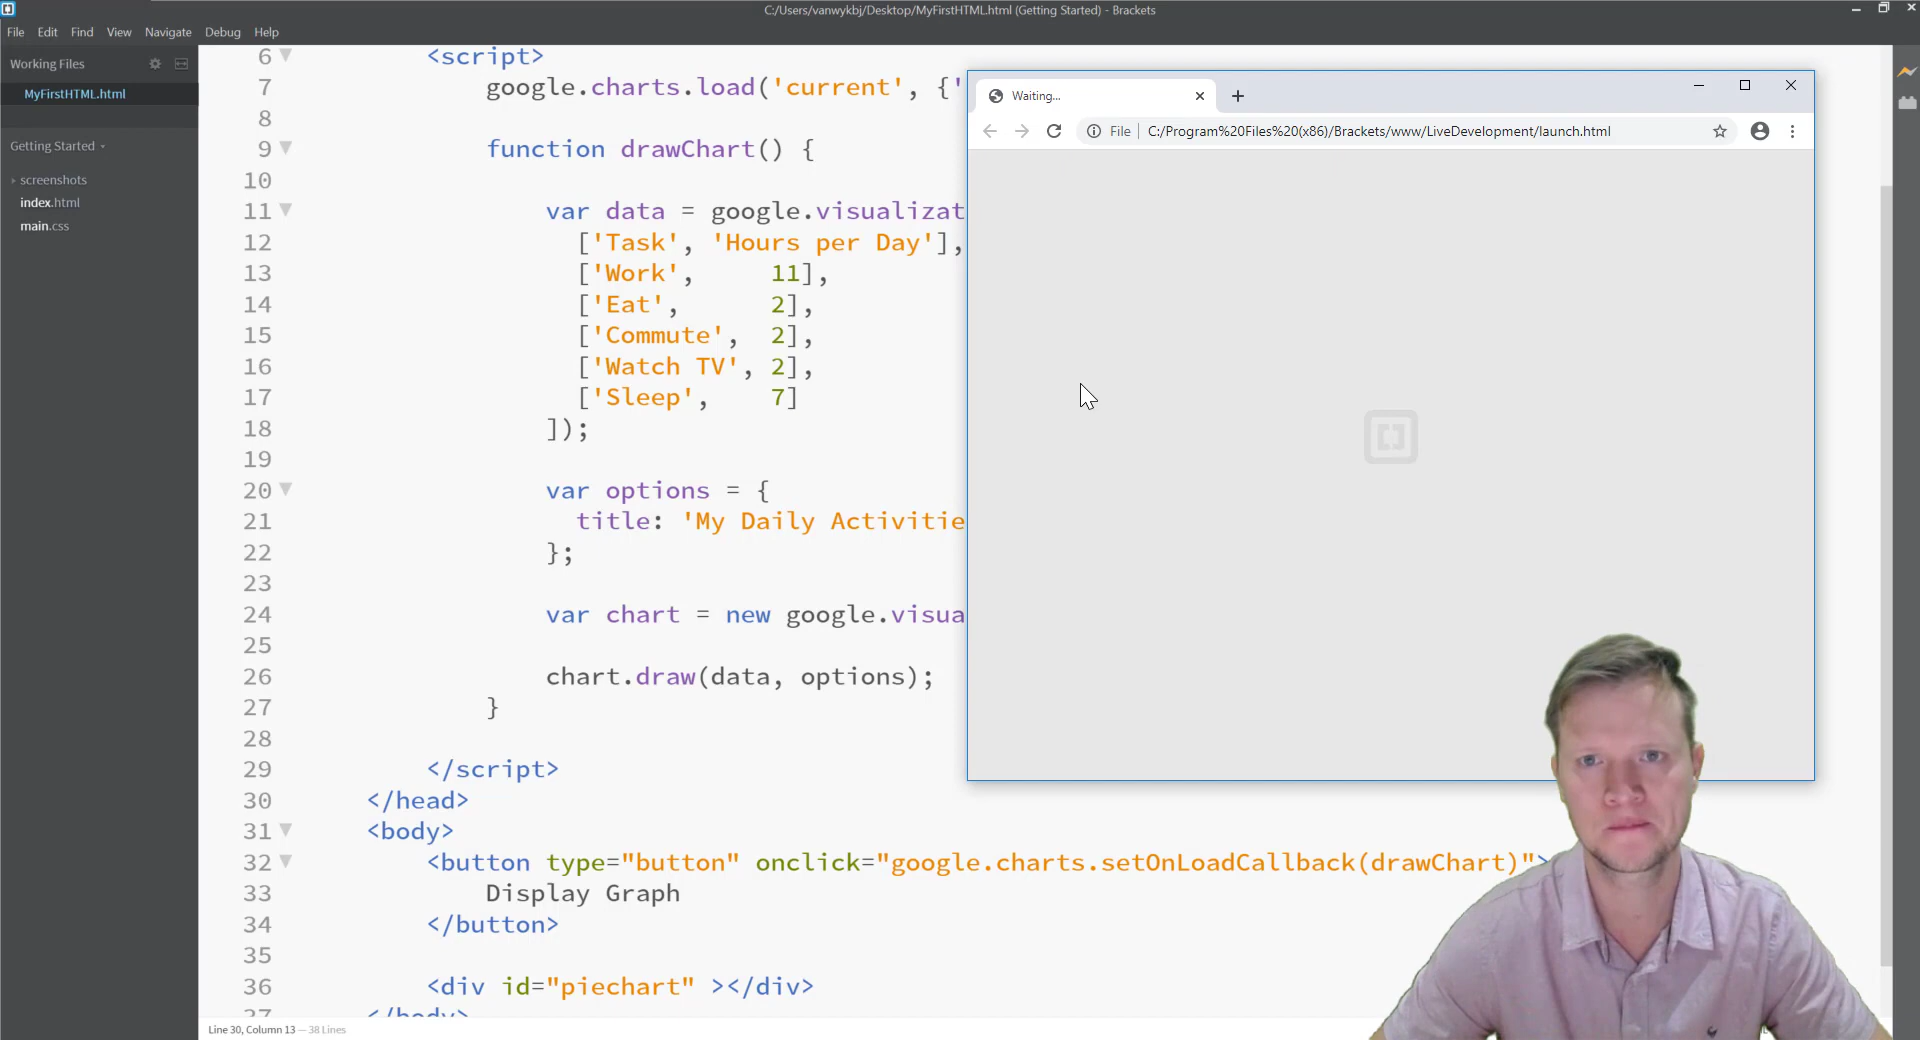 C:/Users/vanwykbj/Desktop/MyFirstHTML.html (Getting Started) - Brackets
File Edit Find View Navigate Debug Help
Working Files
MyFirstHTML.html
Getting Started
screenshots
index.html
main.css
6 <script>
7 google.charts.load('current', {'
8
9 function drawChart() {
10
11 var data = google.visualizat
12 ['Task', 'Hours per Day'],
13 ['Work', 11],
14 ['Eat', 2],
15 ['Commute', 2],
16 ['Watch TV', 2],
17 ['Sleep', 7]
18 ]);
19
20 var options = {
21 title: 'My Daily Activitie
22 };
23
24 var chart = new google.visua
25
26 chart.draw(data, options);
27 }
28
29 </script>
30 </head>
31 <body>
32 <button type="button" onclick="google.charts.setOnLoadCallback(drawChart)">
33 Display Graph
34 </button>
35
36 <div id="piechart" ></div>
37 </body>
Line 30, Column 13 — 38 Lines
Waiting...
File C:/Program%20Files%20(x86)/Brackets/www/LiveDevelopment/launch.html